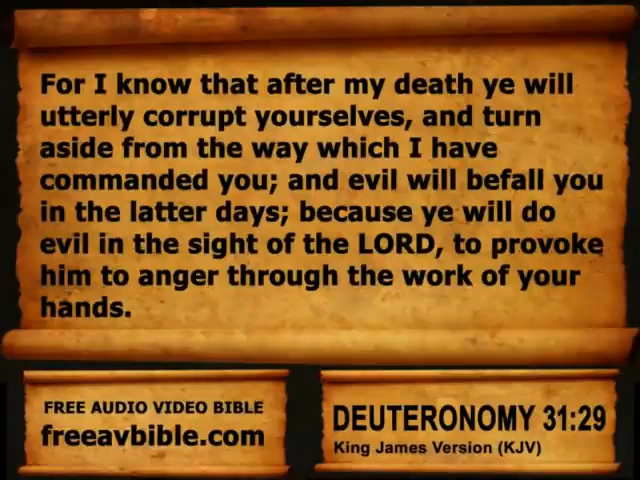 For I know that after my death ye will
utterly corrupt yourselves, and turn
aside from the way which I have
commanded you; and evil will befall you
in the latter days; because ye will do
evil in the sight of the LORD, to provoke
him to anger through the work of your
hands.
FREE AUDIO VIDEO BIBLE
freeavbible.com
DEUTERONOMY 31:29
King James Version (KJV)